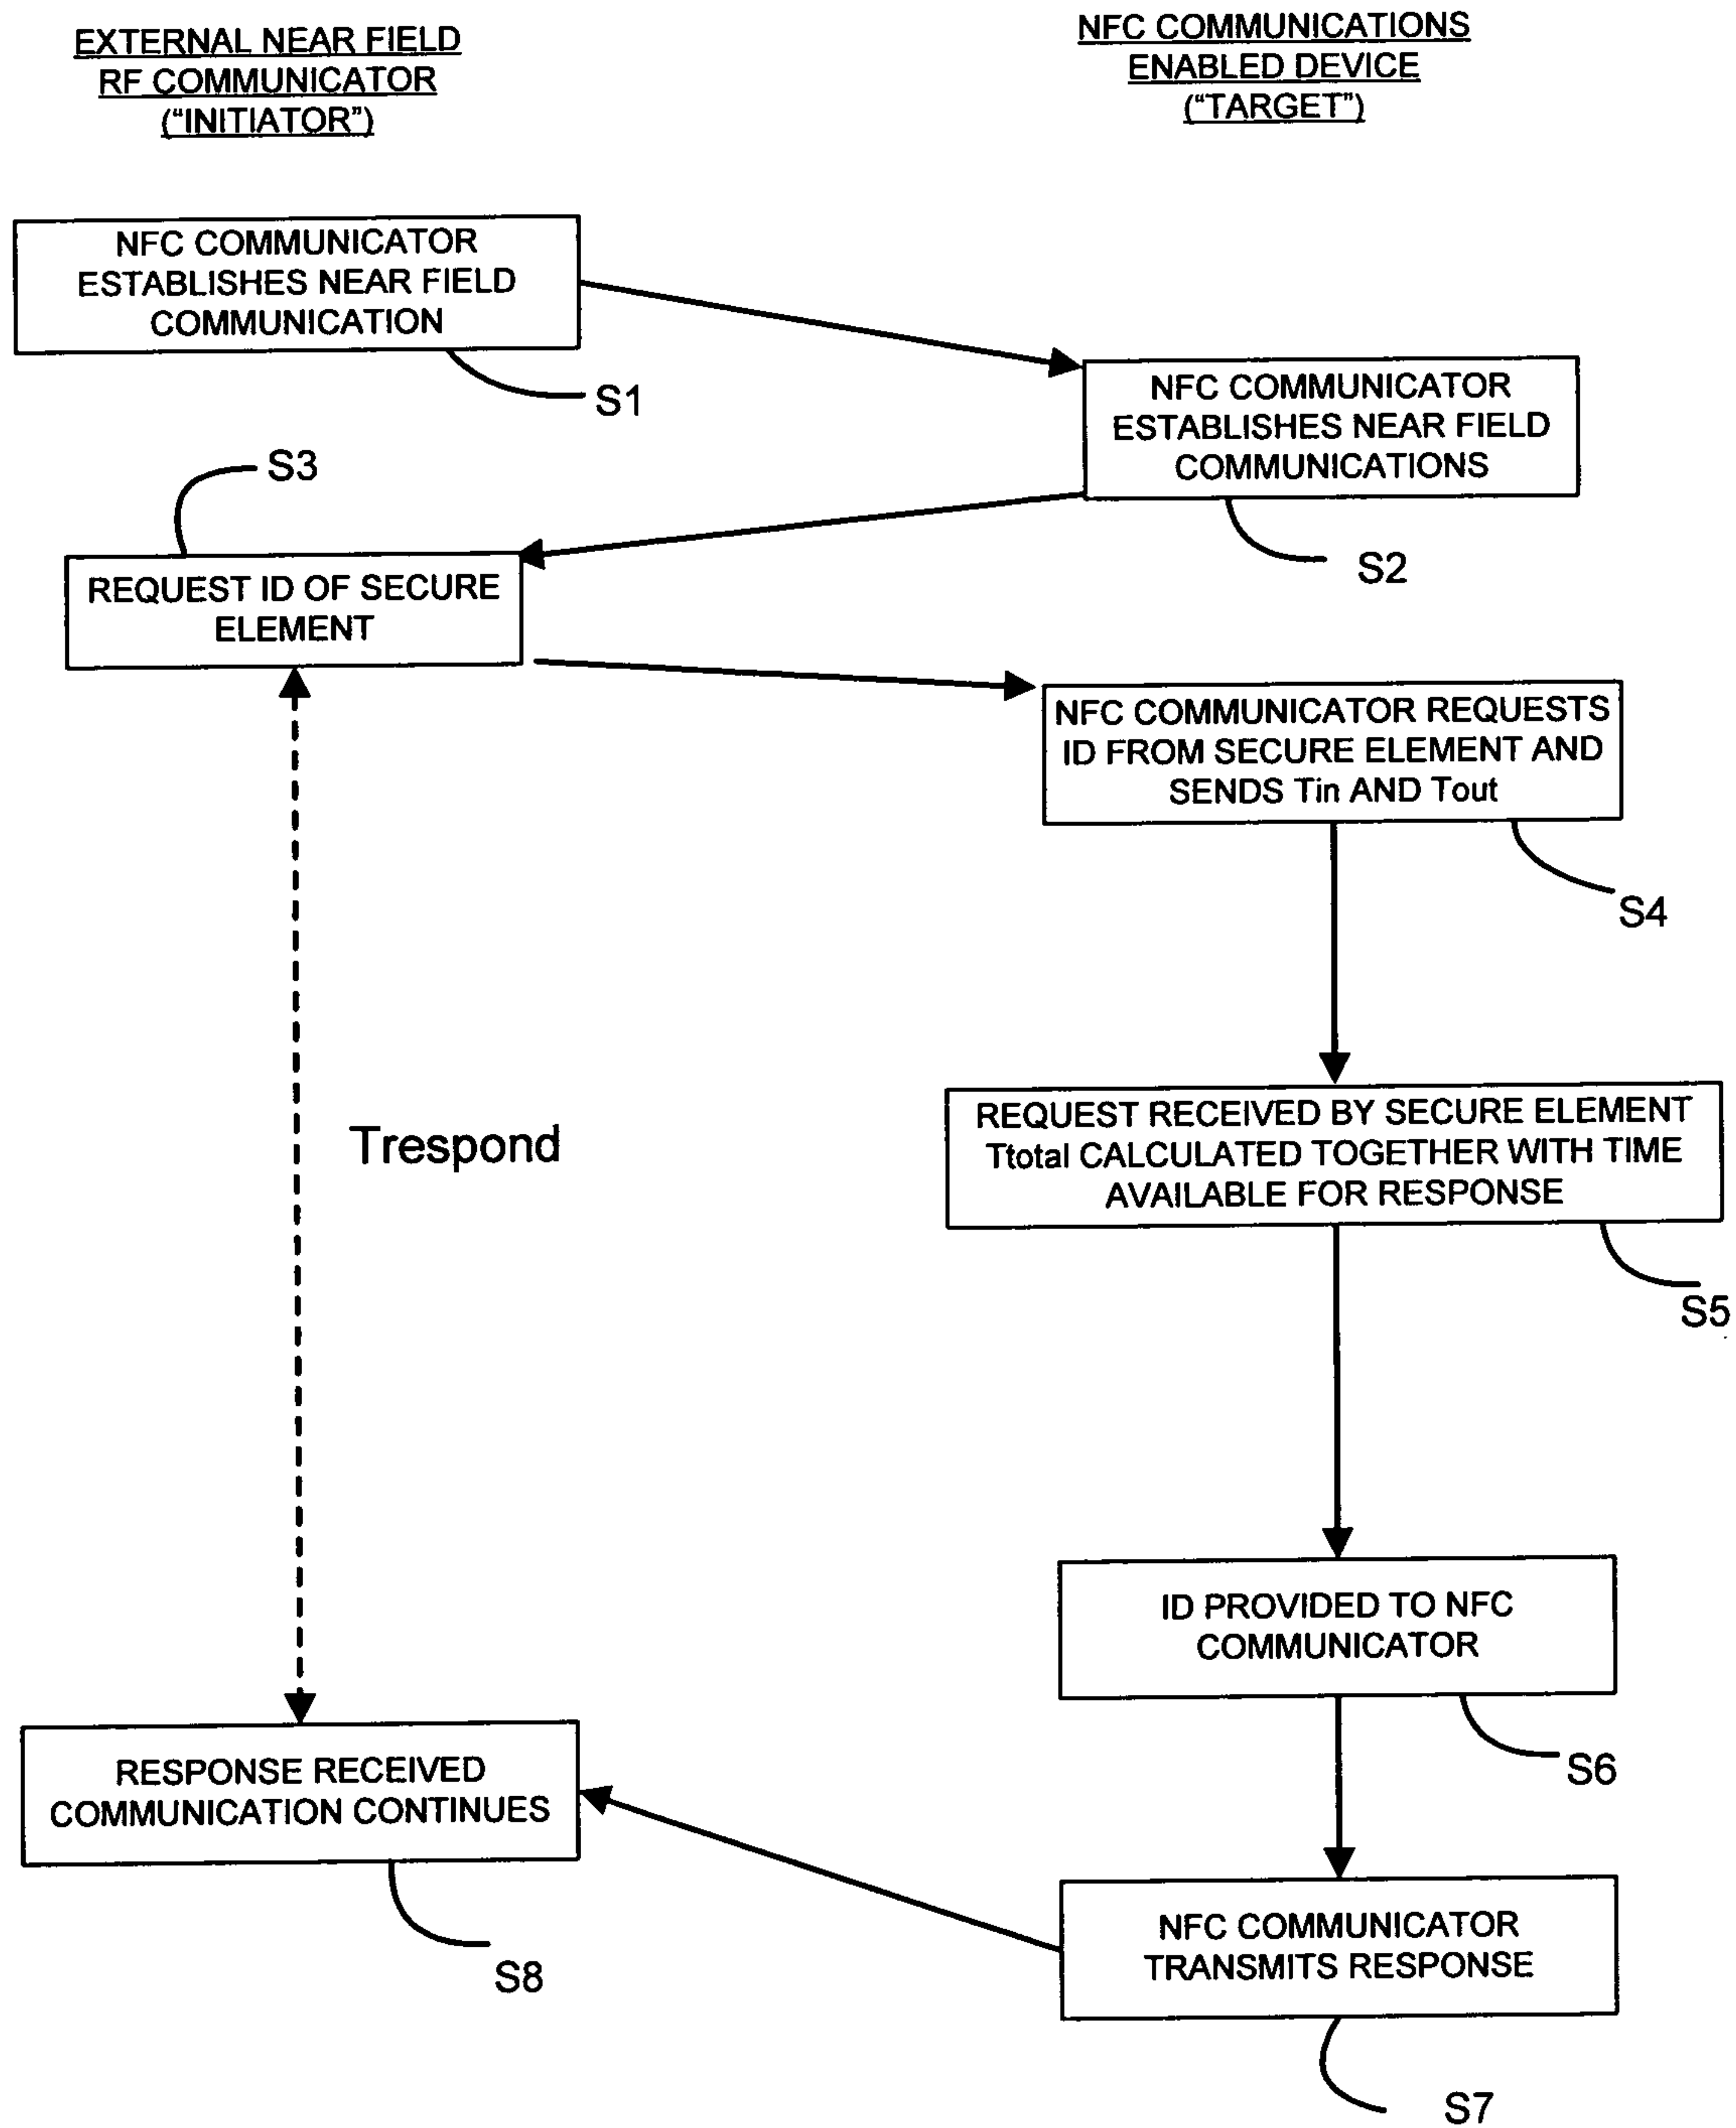 EXTERNAL NEAR FIELD
RF COMMUNICATOR
("INITIATOR")
NFC COMMUNICATIONS
ENABLED DEVICE
("TARGET")
NFC COMMUNICATOR
ESTABLISHES NEAR FIELD
COMMUNICATION
S1
NFC COMMUNICATOR
ESTABLISHES NEAR FIELD
COMMUNICATIONS
S2
S3
REQUEST ID OF SECURE
ELEMENT
NFC COMMUNICATOR REQUESTS
ID FROM SECURE ELEMENT AND
SENDS Tin AND Tout
S4
Trespond
REQUEST RECEIVED BY SECURE ELEMENT
Ttotal CALCULATED TOGETHER WITH TIME
AVAILABLE FOR RESPONSE
S5
ID PROVIDED TO NFC
COMMUNICATOR
S6
RESPONSE RECEIVED
COMMUNICATION CONTINUES
S8
NFC COMMUNICATOR
TRANSMITS RESPONSE
S7